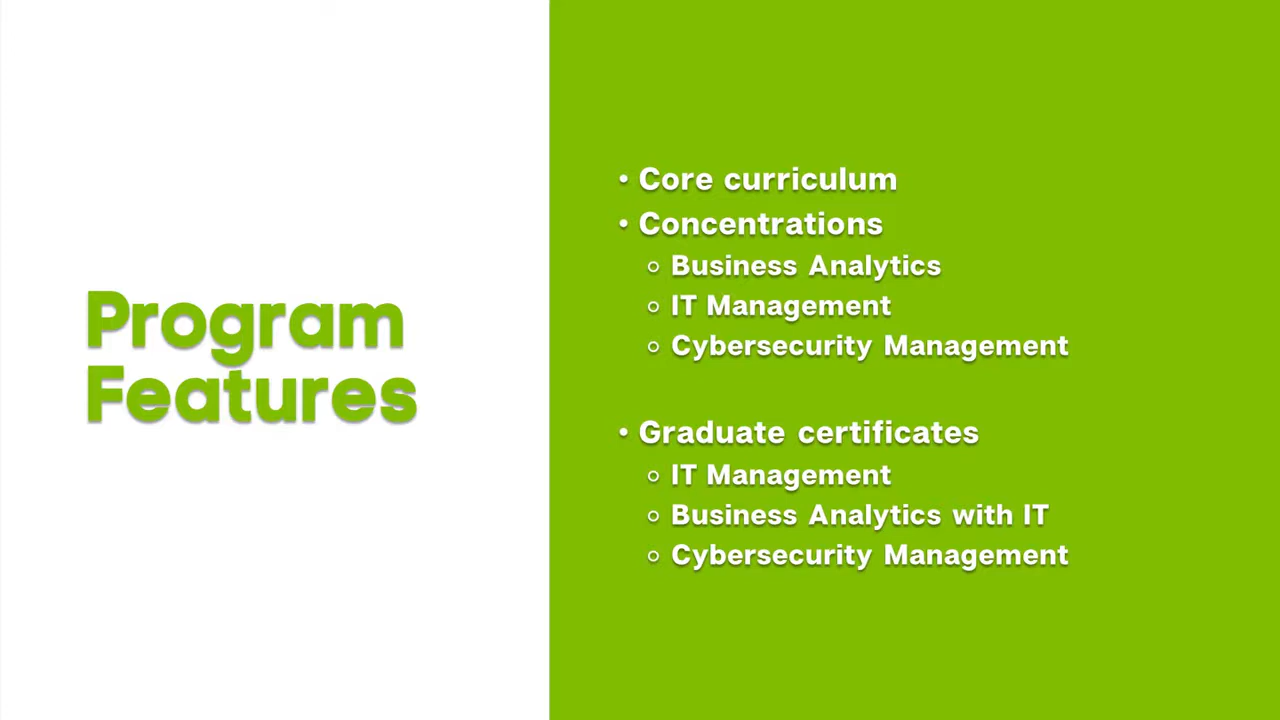 Program
Features
• Core curriculum
• Concentrations
○ Business Analytics
○ IT Management
○ Cybersecurity Management
• Graduate certificates
○ IT Management
○ Business Analytics with IT
○ Cybersecurity Management